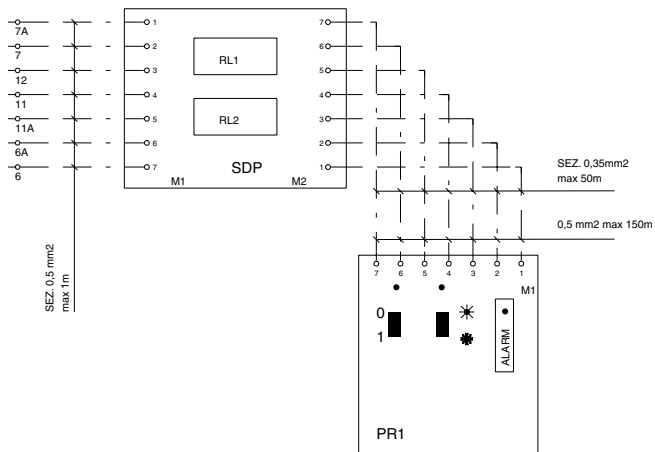 7A
7
12
11
11A
6A
6
SEZ. 0,5 mm2
max 1m
1
2
3
4
5
6
7
M1
RL1
RL2
SDP
M2
7
6
5
4
3
2
1
SEZ. 0,35mm2
max 50m
0,5 mm2 max 150m
7 6 5 4 3 2 1
M1
0
1
ALARM
PR1